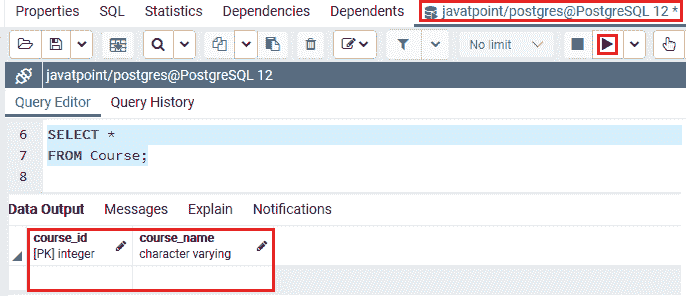 Properties SQL Statistics Dependencies Dependents javatpoint/postgres@PostgreSQL 12 *
No limit
javatpoint/postgres@PostgreSQL 12
Query Editor Query History
6 SELECT *
7 FROM Course;
8
Data Output Messages Explain Notifications
course_id course_name
[PK] integer character varying